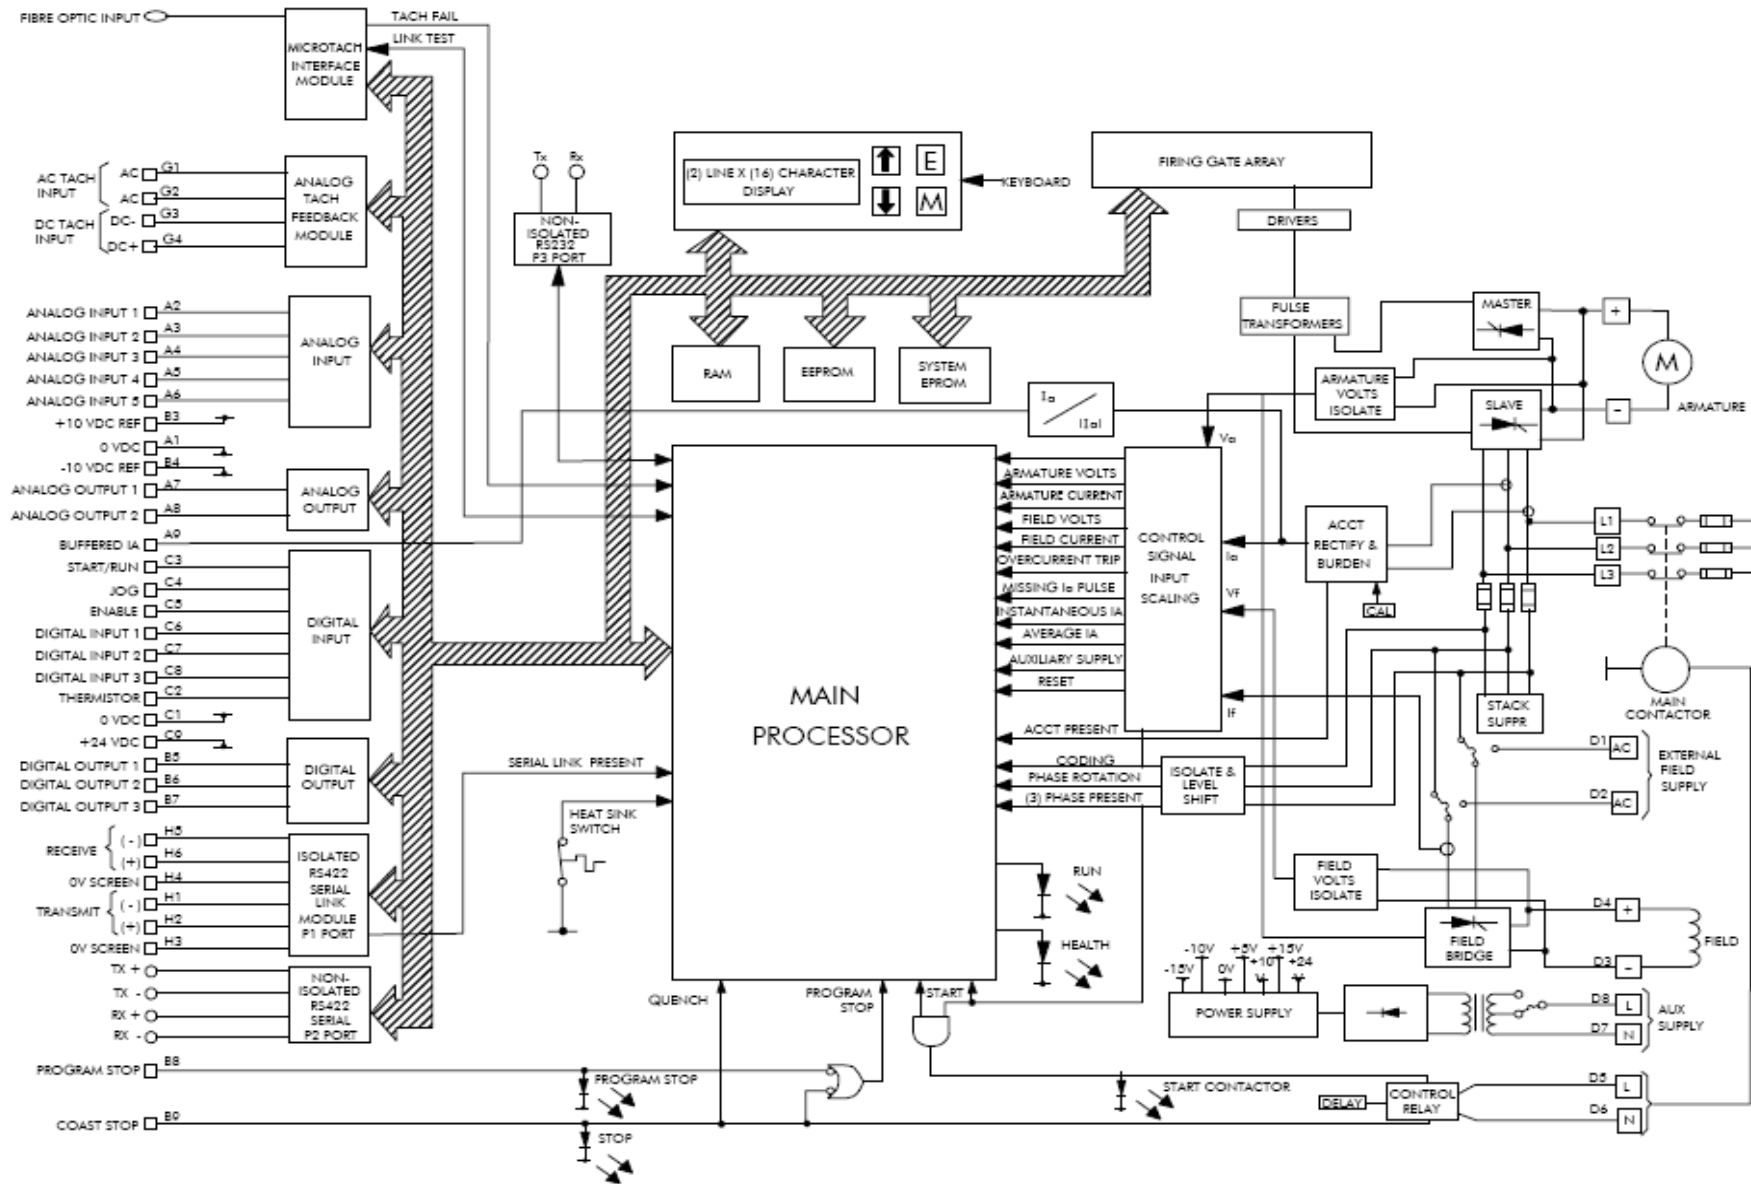 FIBRE OPTIC INPUT
MICROTACH
INTERFACE
MODULE
TACH FAIL
LINK TEST
AC TACH
INPUT
AC
G1
AC
G2
DC TACH
INPUT
DC-
G3
DC+
G4
ANALOG
TACH
FEEDBACK
MODULE
ANALOG INPUT 1
A2
ANALOG INPUT 2
A3
ANALOG INPUT 3
A4
ANALOG INPUT 4
A5
ANALOG INPUT 5
A6
ANALOG
INPUT
+10 VDC REF
B3
0 VDC
A1
-10 VDC REF
B4
ANALOG OUTPUT 1
A7
ANALOG OUTPUT 2
A8
ANALOG
OUTPUT
BUFFERED IA
A9
START/RUN
C3
JOG
C4
ENABLE
C5
DIGITAL INPUT 1
C6
DIGITAL INPUT 2
C7
DIGITAL INPUT 3
C8
THERMISTOR
C2
DIGITAL
INPUT
0 VDC
C1
+24 VDC
C9
DIGITAL OUTPUT 1
B5
DIGITAL OUTPUT 2
B6
DIGITAL OUTPUT 3
B7
DIGITAL
OUTPUT
RECEIVE
(-)
H5
(+)
H6
0V SCREEN
H4
TRANSMIT
(-)
H1
(+)
H2
0V SCREEN
H3
ISOLATED
RS422
SERIAL
LINK
MODULE
P1 PORT
TX +
TX -
RX +
RX -
NON-
ISOLATED
RS422
SERIAL
P2 PORT
PROGRAM STOP
B8
COAST STOP
B9
PROGRAM STOP
STOP
Tx
Rx
NON-
ISOLATED
RS232
P3 PORT
(2) LINE X (16) CHARACTER
DISPLAY
E
M
KEYBOARD
RAM
EEPROM
SYSTEM
EPROM
FIRING GATE ARRAY
DRIVERS
PULSE
TRANSFORMERS
MASTER
SLAVE
ARMATURE
VOLTS
ISOLATE
+
-
M
ARMATURE
Ia
|Ia|
MAIN
PROCESSOR
SERIAL LINK PRESENT
HEAT SINK
SWITCH
ARMATURE VOLTS
ARMATURE CURRENT
FIELD VOLTS
FIELD CURRENT
OVERCURRENT TRIP
MISSING Ia PULSE
INSTANTANEOUS IA
AVERAGE IA
AUXILIARY SUPPLY
RESET
ACCT PRESENT
CODING
PHASE ROTATION
(3) PHASE PRESENT
CONTROL
SIGNAL
INPUT
SCALING
Va
Ia
Vf
If
ACCT
RECTIFY &
BURDEN
CAL
ISOLATE &
LEVEL
SHIFT
L1
L2
L3
STACK
SUPPR
MAIN
CONTACTOR
D1
AC
D2
AC
EXTERNAL
FIELD
SUPPLY
FIELD
VOLTS
ISOLATE
FIELD
BRIDGE
D4
+
D3
-
FIELD
RUN
HEALTH
QUENCH
PROGRAM
STOP
START
-15V
-10V
0V
+5V
+10
V
+15V
+24
V
POWER SUPPLY
D8
L
D7
N
AUX
SUPPLY
START CONTACTOR
DELAY
CONTROL
RELAY
D5
L
D6
N